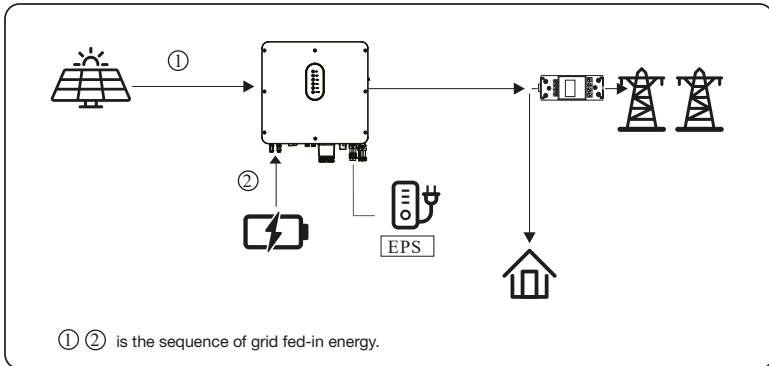 ①
②
EPS
① ② is the sequence of grid fed-in energy.